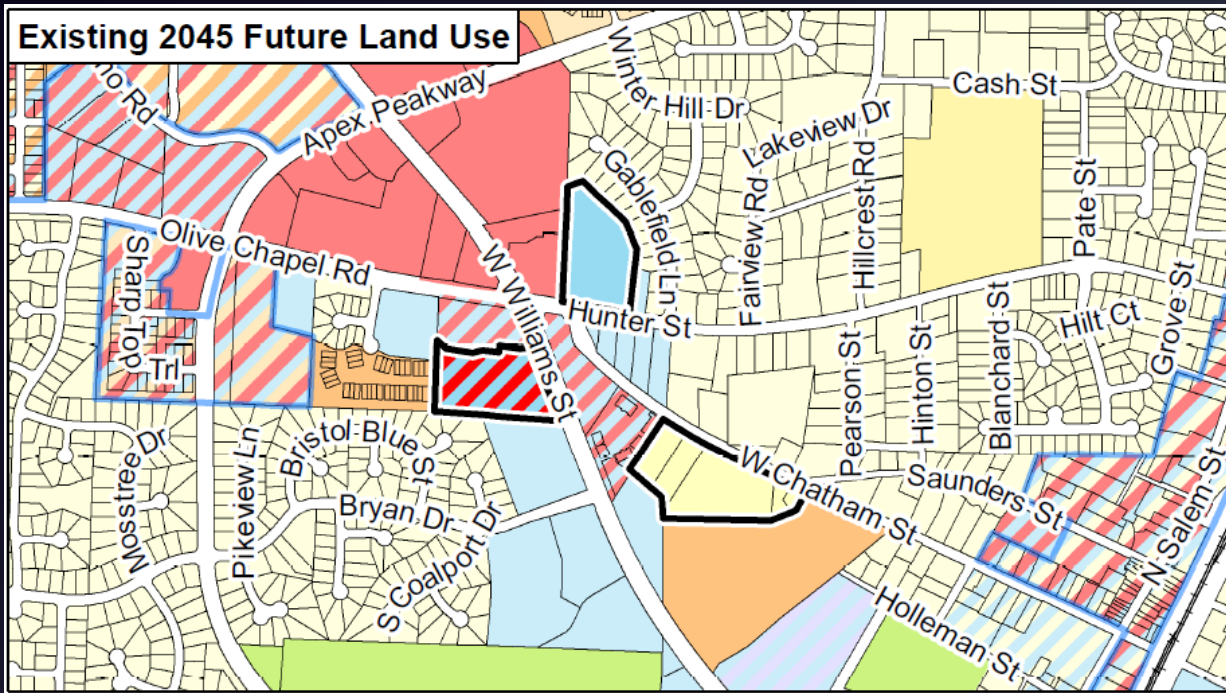 Existing 2045 Future Land Use
Rd
Apex Peakway
Winter Hill Dr
Cash St
Lakeview Dr
Gablefield Ln
Fairview Rd
Hillcrest Rd
Pate St
Olive Chapel Rd
Sharp Top
Trl
W Williams St
Hunter St
Pearson St
Hinton St
Blanchard St
Hilt Ct
Grove St
Mosstree Dr
Pikeview Ln
Bristol Blue St
Bryan Dr
S Coalport Dr
W Chatham St
Saunders St
N Salem St
Holleman St